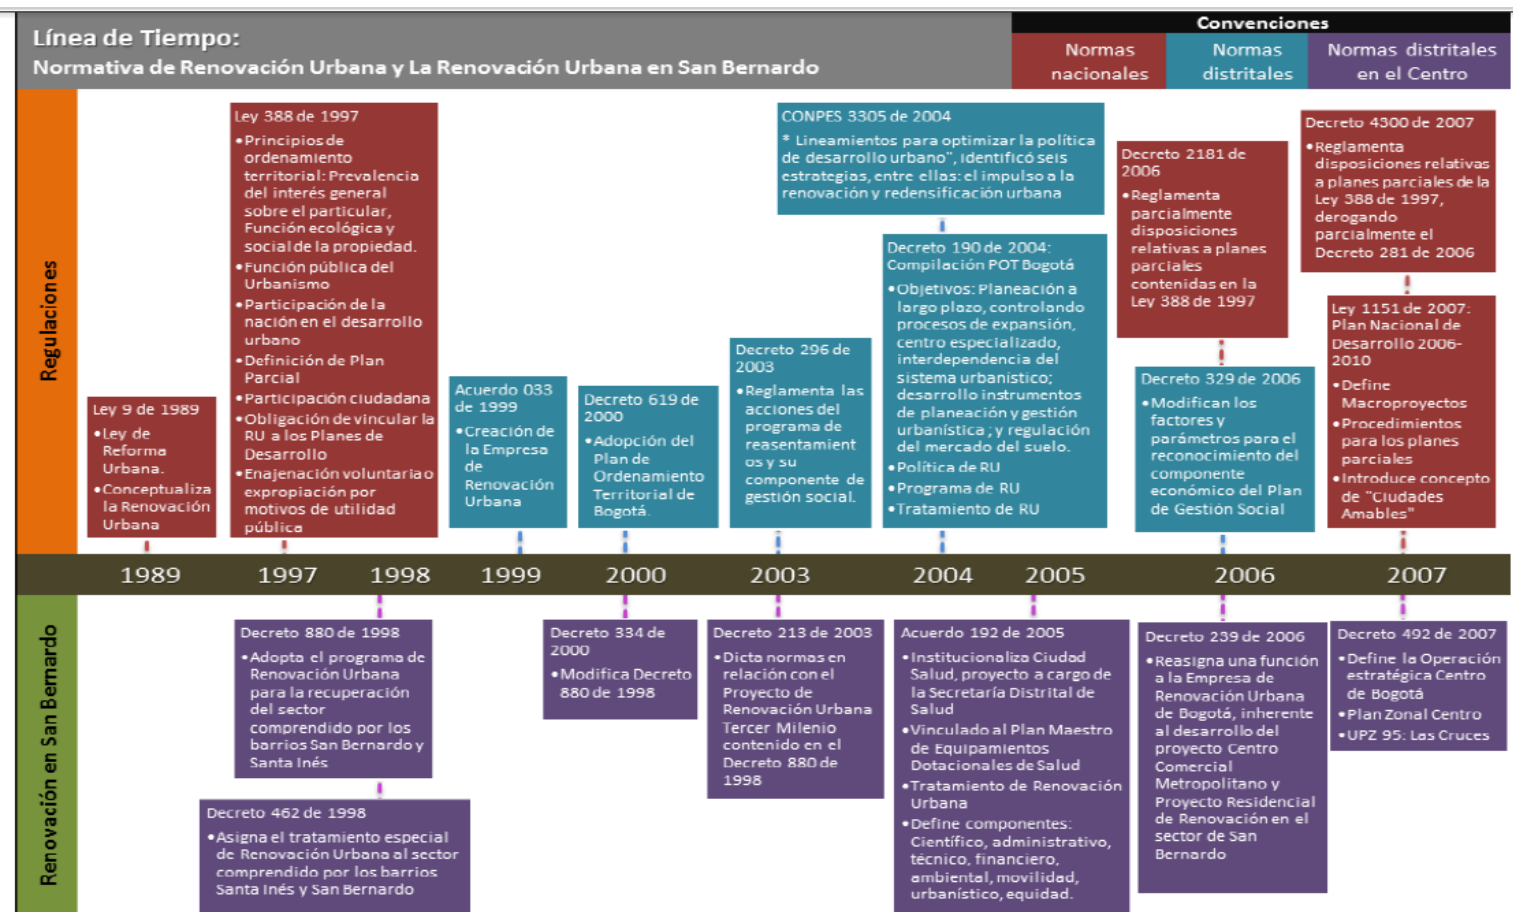 Línea de Tiempo:
Normativa de Renovación Urbana y La Renovación Urbana en San Bernardo
Convenciones
Normas
nacionales
Normas
distritales
Normas distritales
en el Centro
Regulaciones
Ley 9 de 1989
•Ley de
Reforma
Urbana.
•Conceptualiza
la Renovación
Urbana
Ley 388 de 1997
•Principios de
ordenamiento
territorial: Prevalencia
del interés general
sobre el particular,
Función ecológica y
social de la propiedad.
•Función pública del
Urbanismo
•Participación de la
nación en el desarrollo
urbano
•Definición de Plan
Parcial
•Participación ciudadana
•Obligación de vincular la
RU a los Planes de
Desarrollo
•Enajenación voluntaria o
expropiación por
motivos de utilidad
pública
Acuerdo 033
de 1999
•Creación de
la Empresa
de
Renovación
Urbana
Decreto 619 de
2000
•Adopción del
Plan de
Ordenamiento
Territorial de
Bogotá.
Decreto 296 de
2003
•Reglamenta las
acciones del
programa de
reasentamient
os y su
componente de
gestión social.
CONPES 3305 de 2004
* Lineamientos para optimizar la política
de desarrollo urbano", identificó seis
estrategias, entre ellas: el impulso a la
renovación y redensificación urbana
Decreto 190 de 2004:
Compilación POT Bogotá
•Objetivos: Planeación a
largo plazo, controlando
procesos de expansión,
centro especializado,
interdependencia del
sistema urbanístico;
desarrollo instrumentos
de planeación y gestión
urbanística ; y regulación
del mercado del suelo.
•Política de RU
•Programa de RU
•Tratamiento de RU
Decreto 2181 de
2006
•Reglamenta
parcialmente
disposiciones
relativas a planes
parciales
contenidas en la
Ley 388 de 1997
Decreto 329 de 2006
•Modifican los
factores y
parámetros para el
reconocimiento del
componente
económico del Plan
de Gestión Social
Decreto 4300 de 2007
•Reglamenta
disposiciones relativas
a planes parciales de la
Ley 388 de 1997,
derogando
parcialmente el
Decreto 281 de 2006
Ley 1151 de 2007:
Plan Nacional de
Desarrollo 2006-
2010
•Define
Macroproyectos
•Procedimientos
para los planes
parciales
•Introduce concepto
de "Ciudades
Amables"
1989 1997 1998 1999 2000 2003 2004 2005 2006 2007
Renovación en San Bernardo
Decreto 880 de 1998
•Adopta el programa de
Renovación Urbana
para la recuperación
del sector
comprendido por los
barrios San Bernardo y
Santa Inés
Decreto 462 de 1998
•Asigna el tratamiento especial
de Renovación Urbana al sector
comprendido por los barrios
Santa Inés y San Bernardo
Decreto 334 de
2000
•Modifica Decreto
880 de 1998
Decreto 213 de 2003
•Dicta normas en
relación con el
Proyecto de
Renovación Urbana
Tercer Milenio
contenido en el
Decreto 880 de
1998
Acuerdo 192 de 2005
•Institucionaliza Ciudad
Salud, proyecto a cargo de
la Secretaría Distrital de
Salud
•Vinculado al Plan Maestro
de Equipamientos
Dotacionales de Salud
•Tratamiento de Renovación
Urbana
•Define componentes:
Científico, administrativo,
técnico, financiero,
ambiental, movilidad,
urbanístico, equidad.
Decreto 239 de 2006
•Reasigna una función
a la Empresa de
Renovación Urbana
de Bogotá, inherente
al desarrollo del
proyecto Centro
Comercial
Metropolitano y
Proyecto Residencial
de Renovación en el
sector de San
Bernardo
Decreto 492 de 2007
•Define la Operación
estratégica Centro
de Bogotá
•Plan Zonal Centro
•UPZ 95: Las Cruces